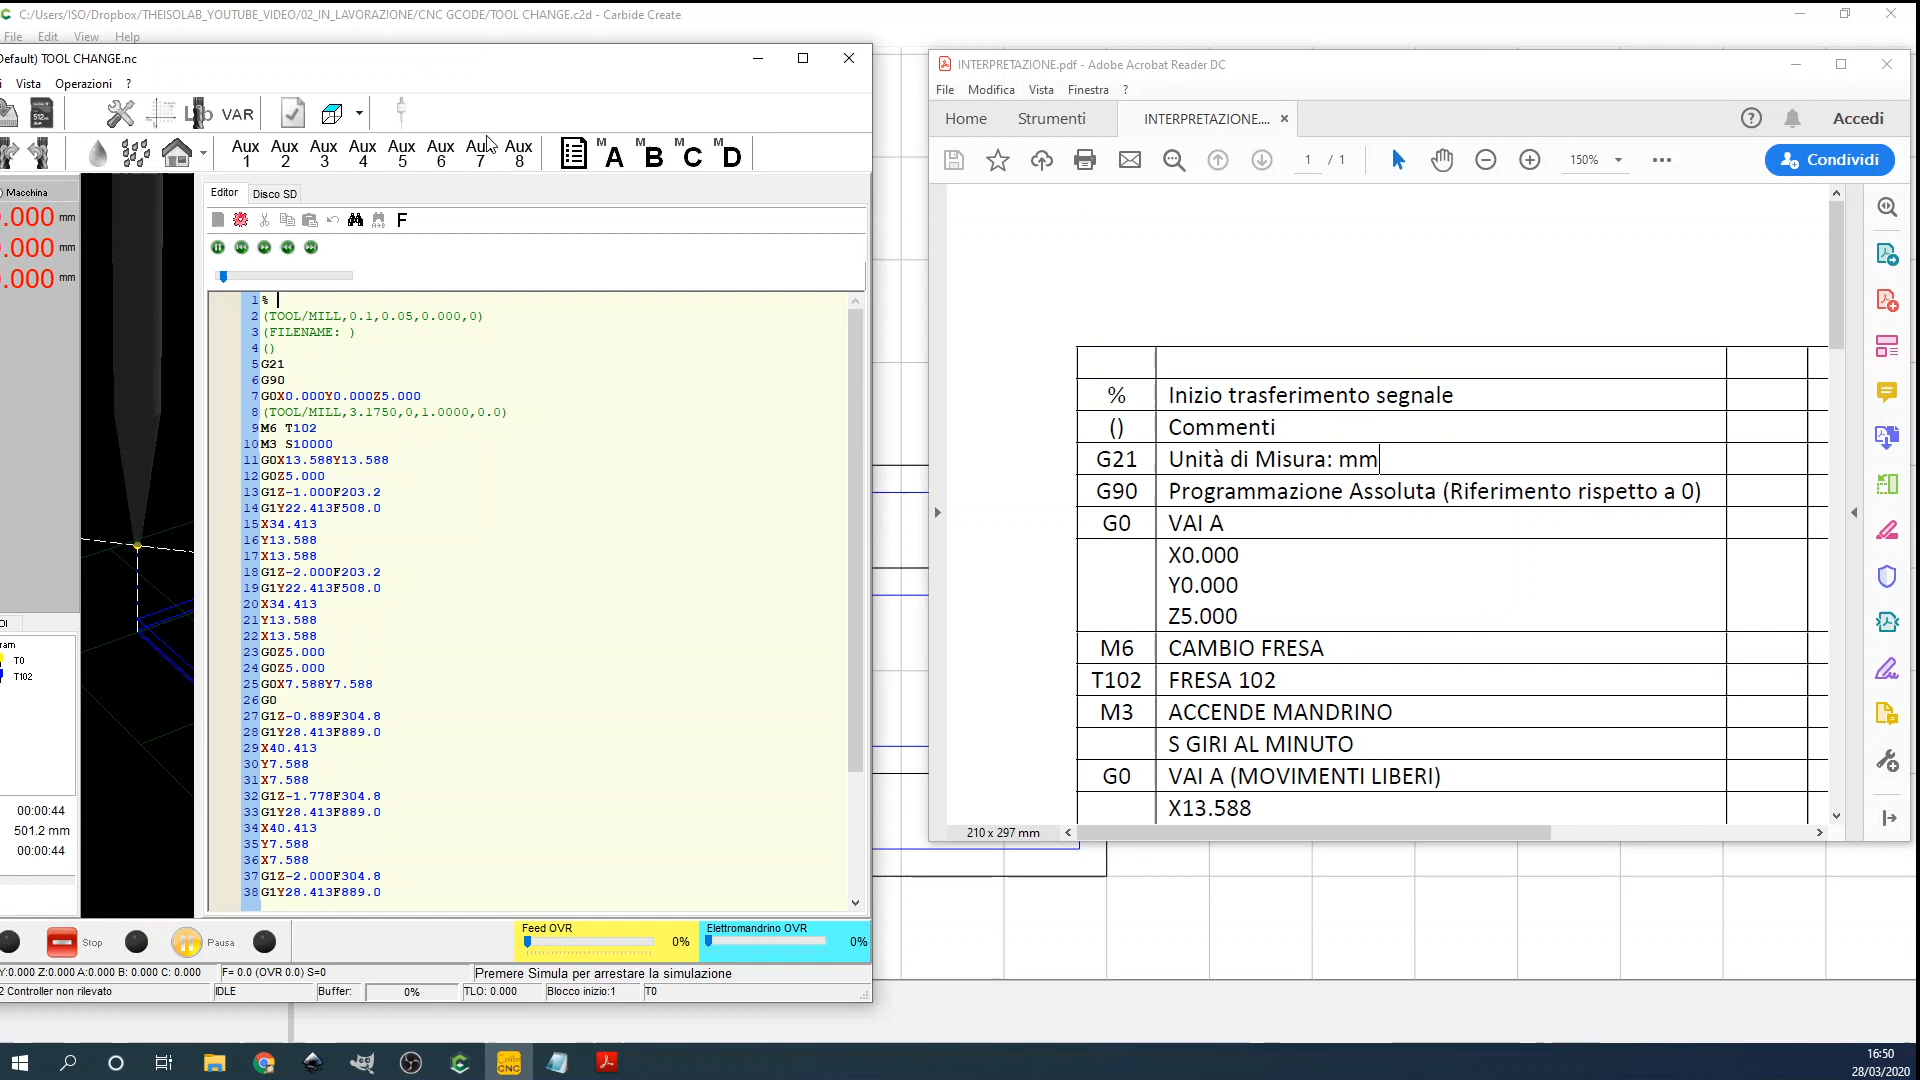 C:/Users/ISO/Dropbox/THEISOLAB_YOUTUBE_VIDEO/02_IN_LAVORAZIONE/CNC GCODE/TOOL CHANGE.c2d - Carbide Create
File Edit View Help
Default) TOOL CHANGE.nc
Vista Operazioni ?
VAR
Aux 1 Aux 2 Aux 3 Aux 4 Aux 5 Aux 6 Aux 7 Aux 8 M A M B M C M D
Macchina
0.000 mm
0.000 mm
0.000 mm
Editor Disco SD
F
1 %
2 (TOOL/MILL,0.1,0.05,0.000,0)
3 (FILENAME: )
4 ()
5 G21
6 G90
7 G0X0.000Y0.000Z5.000
8 (TOOL/MILL,3.1750,0,1.0000,0.0)
9 M6 T102
10 M3 S10000
11 G0X13.588Y13.588
12 G0Z5.000
13 G1Z-1.000F203.2
14 G1Y22.413F508.0
15 X34.413
16 Y13.588
17 X13.588
18 G1Z-2.000F203.2
19 G1Y22.413F508.0
20 X34.413
21 Y13.588
22 X13.588
23 G0Z5.000
24 G0Z5.000
25 G0X7.588Y7.588
26 G0
27 G1Z-0.889F304.8
28 G1Y28.413F889.0
29 X40.413
30 Y7.588
31 X7.588
32 G1Z-1.778F304.8
33 G1Y28.413F889.0
34 X40.413
35 Y7.588
36 X7.588
37 G1Z-2.000F304.8
38 G1Y28.413F889.0
DI
ram
T0
T102
00:00:44
501.2 mm
00:00:44
Stop Pausa
Feed OVR 0%
Elettromandrino OVR 0%
Y:0.000 Z:0.000 A:0.000 B: 0.000 C: 0.000 F= 0.0 (OVR 0.0) S=0 Premere Simula per arrestare la simulazione
2 Controller non rilevato IDLE Buffer: 0% TLO: 0.000 Blocco inizio:1 T0
INTERPRETAZIONE.pdf - Adobe Acrobat Reader DC
File Modifica Vista Finestra ?
Home Strumenti INTERPRETAZIONE.... × Accedi
1 / 1 150% Condividi
% Inizio trasferimento segnale
() Commenti
G21 Unità di Misura: mm
G90 Programmazione Assoluta (Riferimento rispetto a 0)
G0 VAI A
X0.000
Y0.000
Z5.000
M6 CAMBIO FRESA
T102 FRESA 102
M3 ACCENDE MANDRINO
S GIRI AL MINUTO
G0 VAI A (MOVIMENTI LIBERI)
X13.588
210 x 297 mm
CNC
16:50
28/03/2020